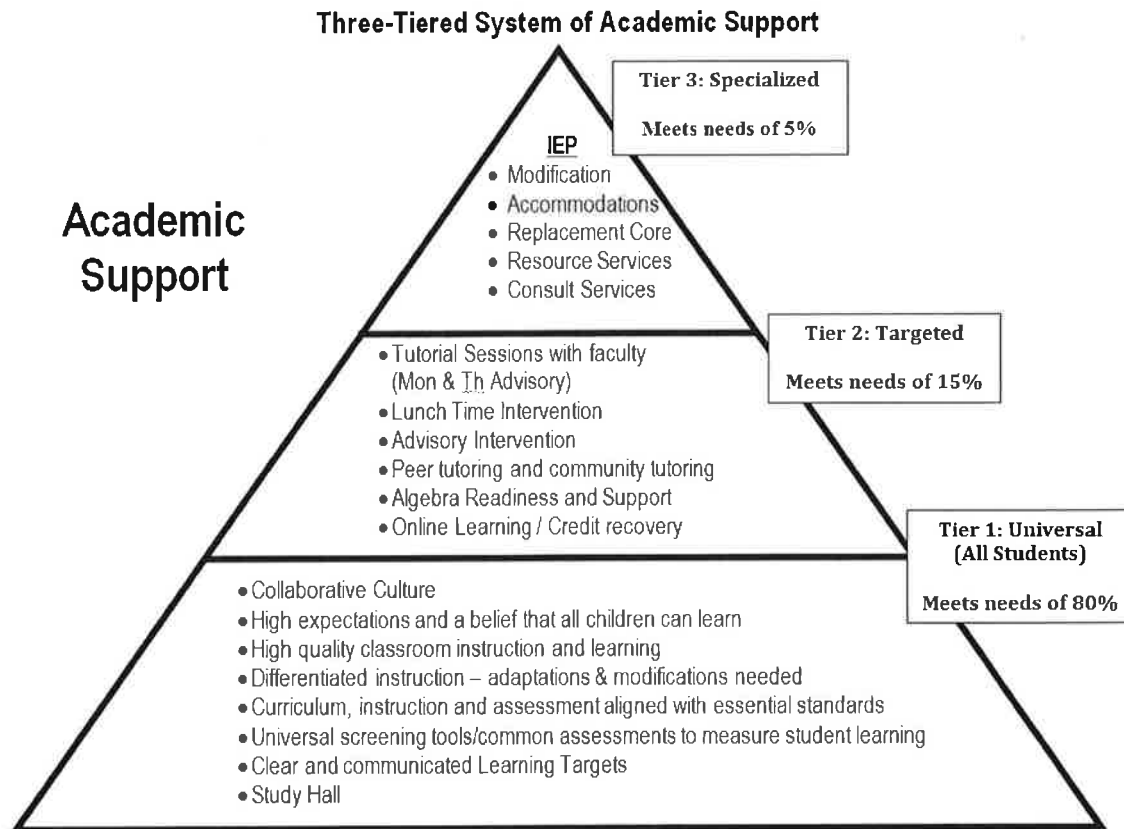 Three-Tiered System of Academic Support
Tier 3: Specialized
Meets needs of 5%
IEP
• Modification
• Accommodations
• Replacement Core
• Resource Services
• Consult Services
Academic
Support
Tier 2: Targeted
Meets needs of 15%
• Tutorial Sessions with faculty
(Mon & Th Advisory)
• Lunch Time Intervention
• Advisory Intervention
• Peer tutoring and community tutoring
• Algebra Readiness and Support
• Online Learning / Credit recovery
Tier 1: Universal
(All Students)
Meets needs of 80%
• Collaborative Culture
• High expectations and a belief that all children can learn
• High quality classroom instruction and learning
• Differentiated instruction – adaptations & modifications needed
• Curriculum, instruction and assessment aligned with essential standards
• Universal screening tools/common assessments to measure student learning
• Clear and communicated Learning Targets
• Study Hall